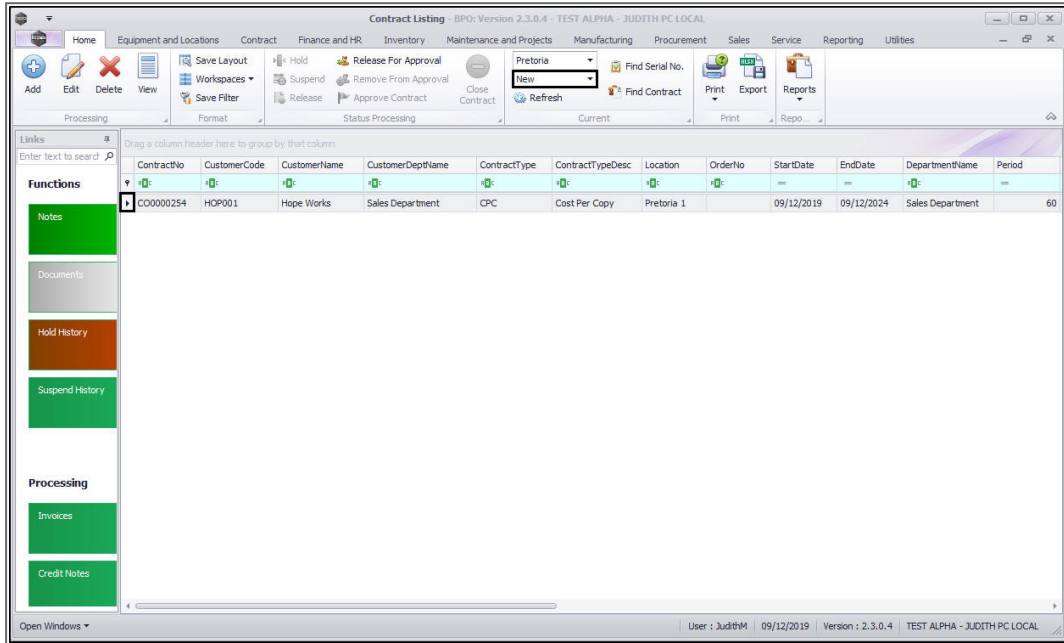 Contract Listing - BPO: Version 2.3.0.4 - TEST ALPHA - JUDITH PC LOCAL
Home Equipment and Locations Contract Finance and HR Inventory Maintenance and Projects Manufacturing Procurement Sales Service Reporting Utilities
Add Edit Delete View
Processing
Save Layout
Workspaces
Save Filter
Format
Hold
Suspend
Release
Release For Approval
Remove From Approval
Approve Contract
Status Processing
Close Contract
Pretoria
New
Refresh
Find Serial No.
Find Contract
Current
Print Export
Print
Reports
Repo...
Links
Enter text to search
Functions
Notes
Documents
Hold History
Suspend History
Processing
Invoices
Credit Notes
Drag a column header here to group by that column
ContractNo CustomerCode CustomerName CustomerDeptName ContractType ContractTypeDesc Location OrderNo StartDate EndDate DepartmentName Period
CO0000254 HOP001 Hope Works Sales Department CPC Cost Per Copy Pretoria 1 09/12/2019 09/12/2024 Sales Department 60
Open Windows
User : JudithM 09/12/2019 Version : 2.3.0.4 TEST ALPHA - JUDITH PC LOCAL